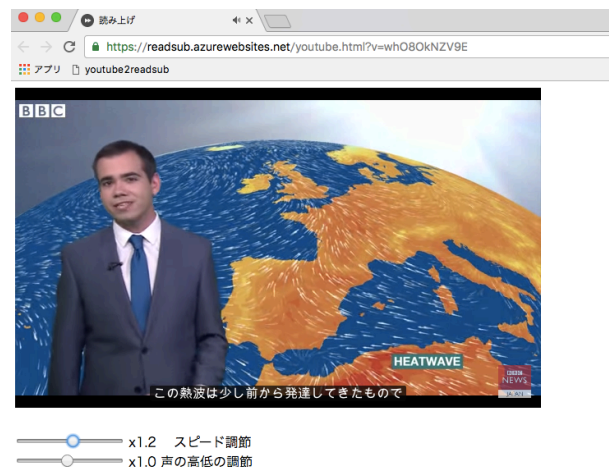 読み上げ
https://readsub.azurewebsites.net/youtube.html?v=whO8OkNZV9E
アプリ youtube2readsub
BBC
HEATWAVE
NEWS
この熱波は少し前から発達してきたもので
x1.2 スピード調節
x1.0 声の高低の調節